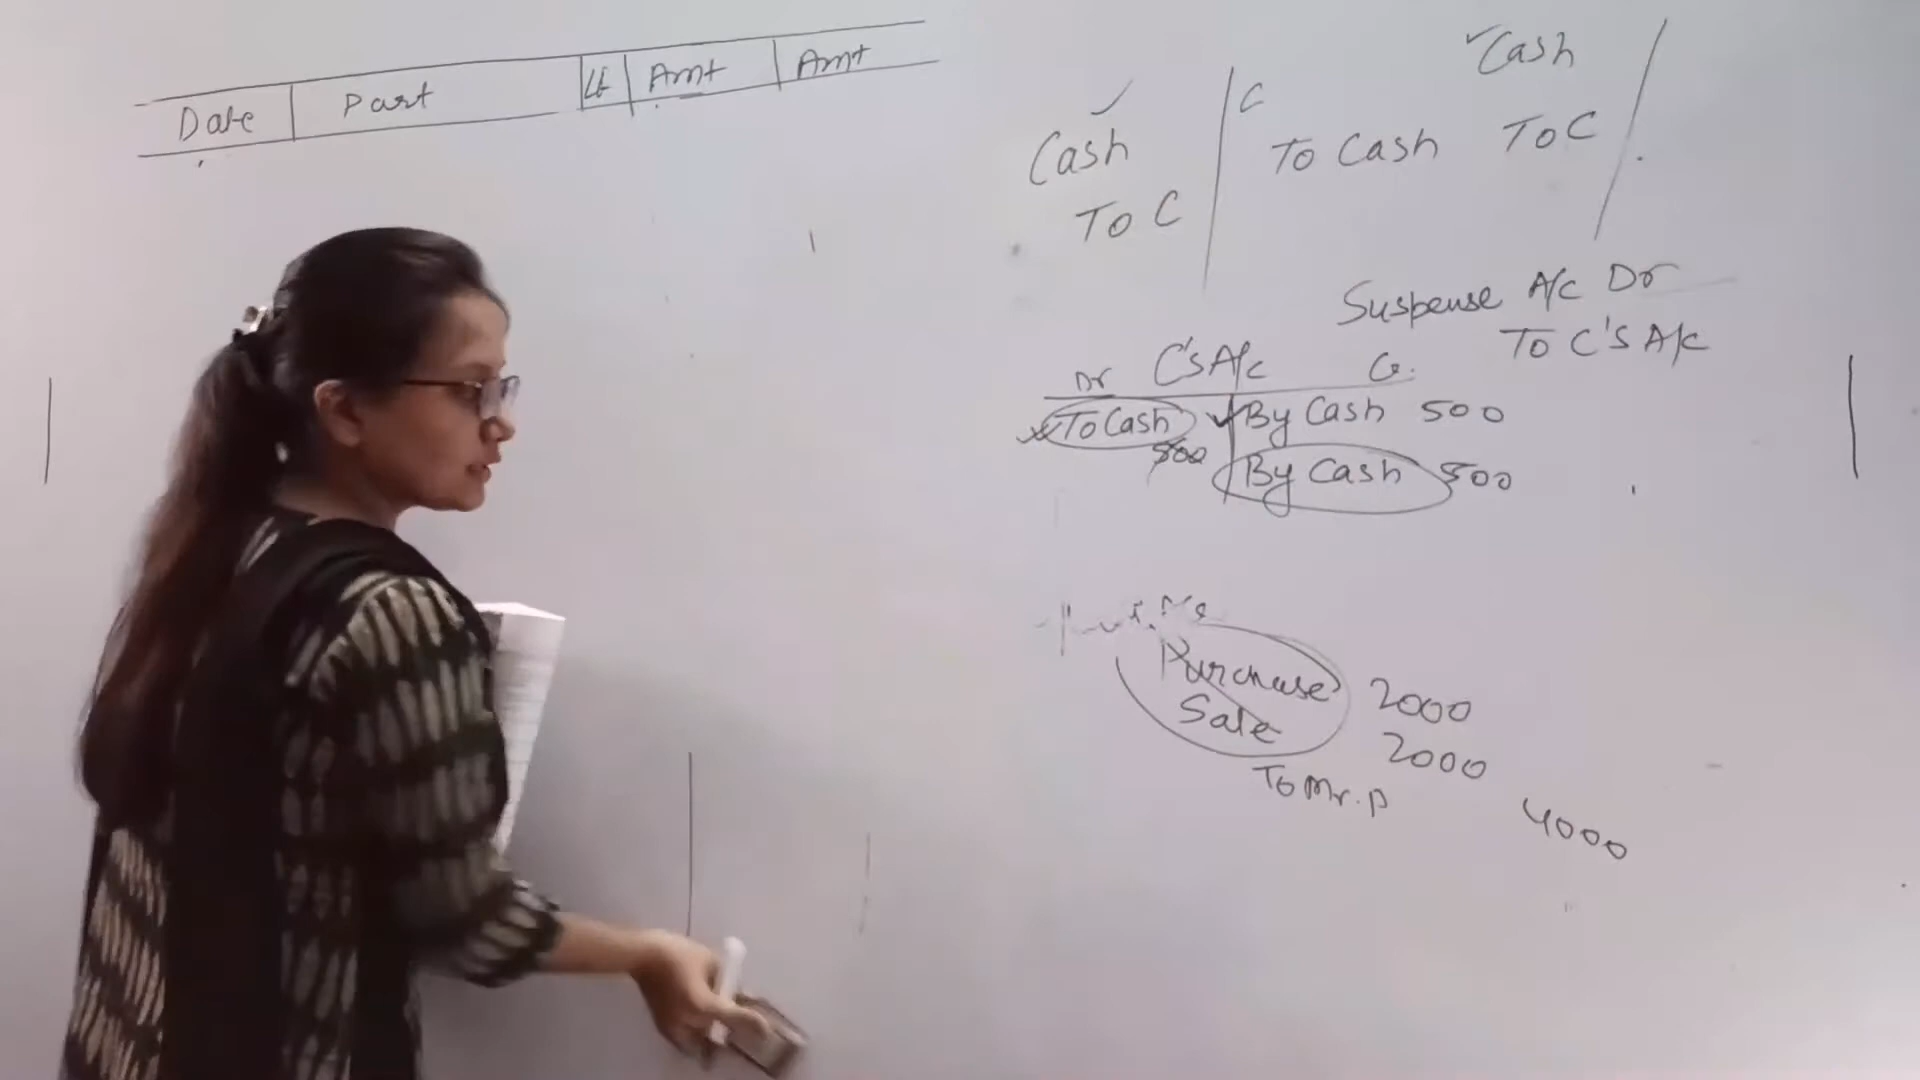 Date Part LF Amt Amt
Cash
To C
C
To Cash
Cash
To C
Suspense A/c Dr
To C's A/c
Dr C's A/c Cr.
To Cash 500 By Cash 500
By Cash 500
Purchase 2000
Sale 2000
To Mr. P
4000